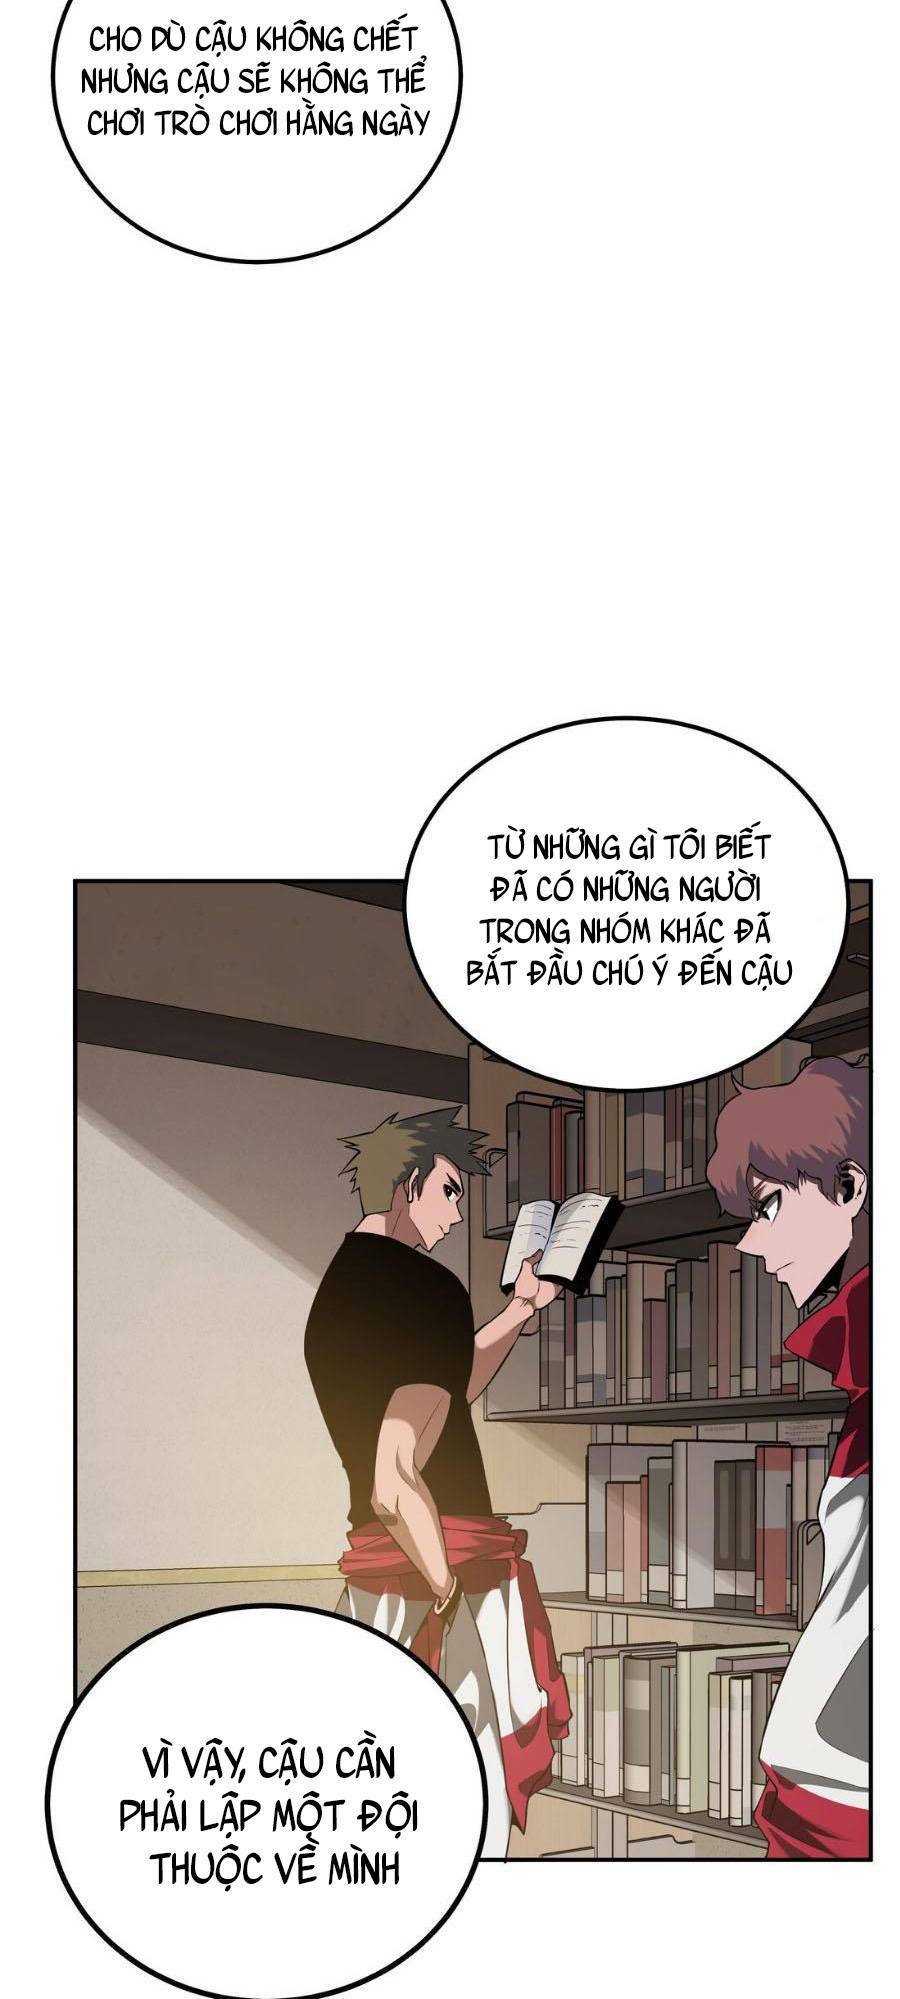 CHO DÙ CẬU KHÔNG CHẾT
NHƯNG CẬU SẼ KHÔNG THỂ
CHƠI TRÒ CHƠI HẰNG NGÀY
TỪ NHỮNG GÌ TÔI BIẾT
ĐÃ CÓ NHỮNG NGƯỜI
TRONG NHÓM KHÁC ĐÃ
BẮT ĐẦU CHÚ Ý ĐẾN CẬU
VÌ VẬY, CẬU CẦN
PHẢI LẬP MỘT ĐỘI
THUỘC VỀ MÌNH